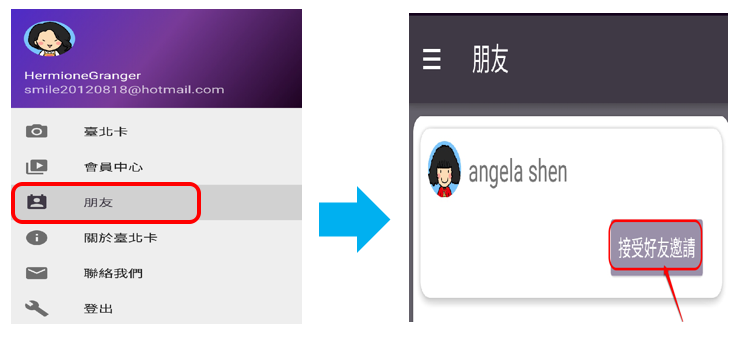 HermioneGranger
smile20120818@hotmail.com
臺北卡
會員中心
朋友
關於臺北卡
聯絡我們
登出
朋友
angela shen
接受好友邀請